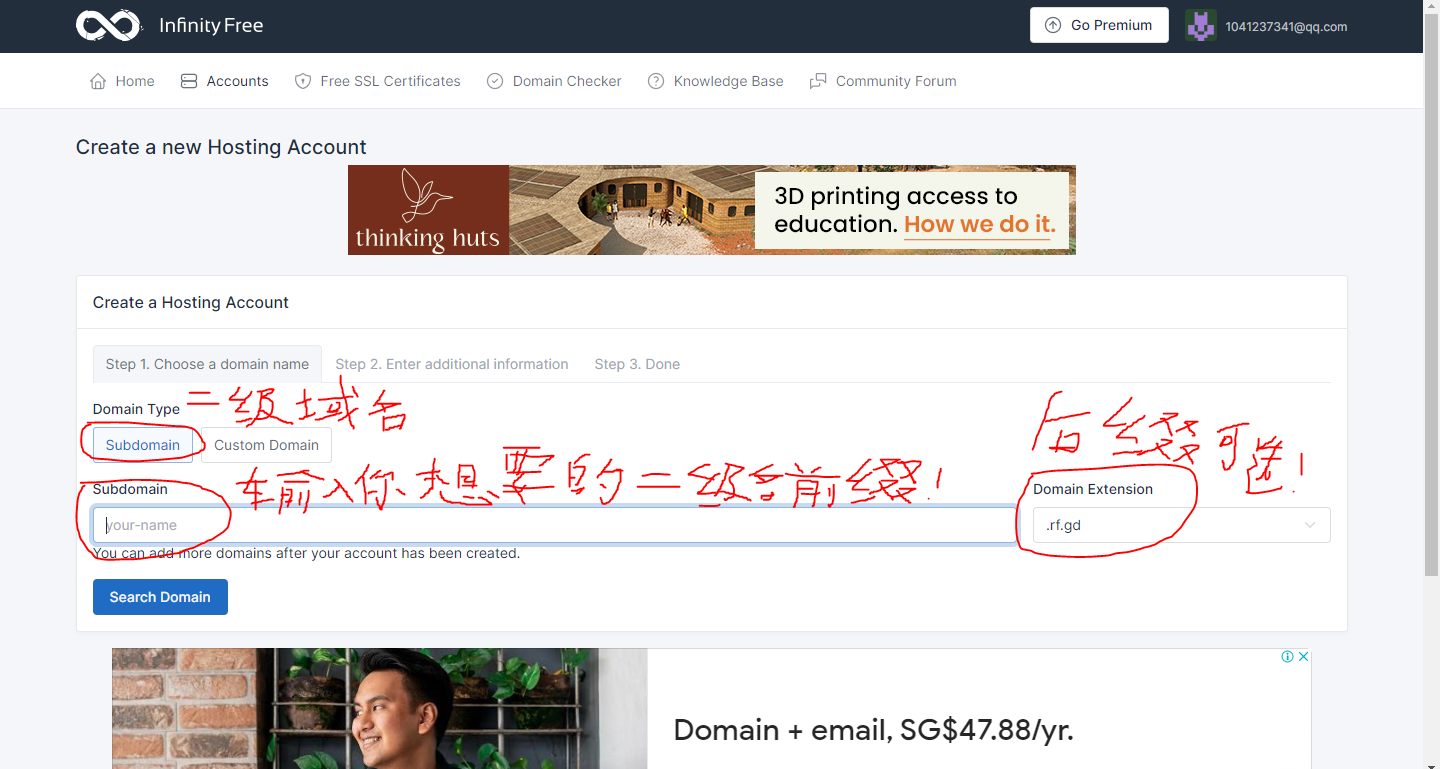 Infinity Free
Go Premium
1041237341@qq.com
Home Accounts Free SSL Certificates Domain Checker Knowledge Base Community Forum
Create a new Hosting Account
thinking huts
3D printing access to
education. How we do it.
Create a Hosting Account
Step 1. Choose a domain name Step 2. Enter additional information Step 3. Done
Domain Type 二级域名
Subdomain Custom Domain
后缀可选!
Subdomain 输入你想要的二级名前缀!
Domain Extension
your-name
.rf.gd
You can add more domains after your account has been created.
Search Domain
Domain + email, SG$47.88/yr.